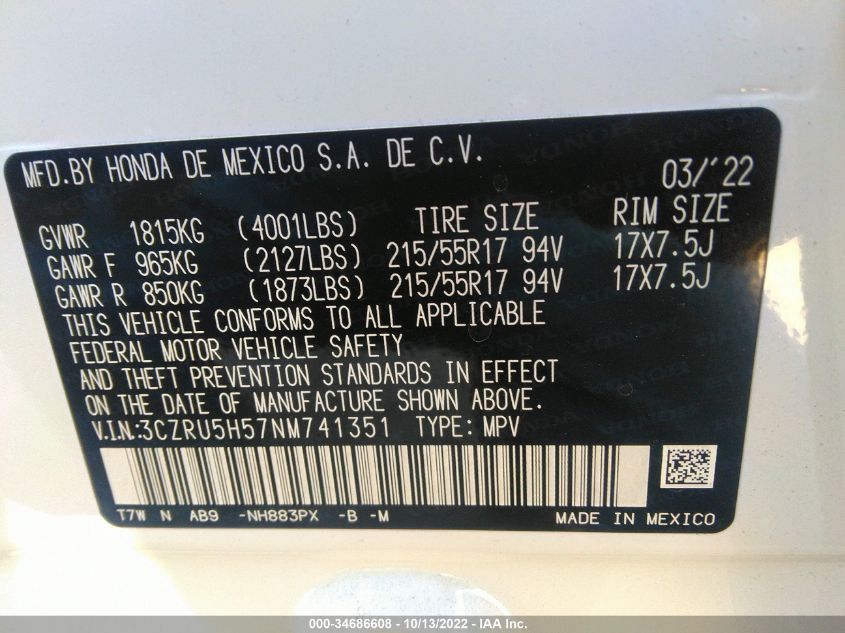 MFD.BY HONDA DE MEXICO S.A. DE C.V. 03/'22
GVWR 1815KG (4001LBS) TIRE SIZE RIM SIZE
GAWR F 965KG (2127LBS) 215/55R17 94V 17X7.5J
GAWR R 850KG (1873LBS) 215/55R17 94V 17X7.5J
THIS VEHICLE CONFORMS TO ALL APPLICABLE
FEDERAL MOTOR VEHICLE SAFETY
AND THEFT PREVENTION STANDARDS IN EFFECT
ON THE DATE OF MANUFACTURE SHOWN ABOVE.
V.I.N.:3CZRU5H57NM741351 TYPE: MPV
T7W N AB9 -NH883PX -B -M MADE IN MEXICO
000-34686608 - 10/13/2022 - IAA Inc.